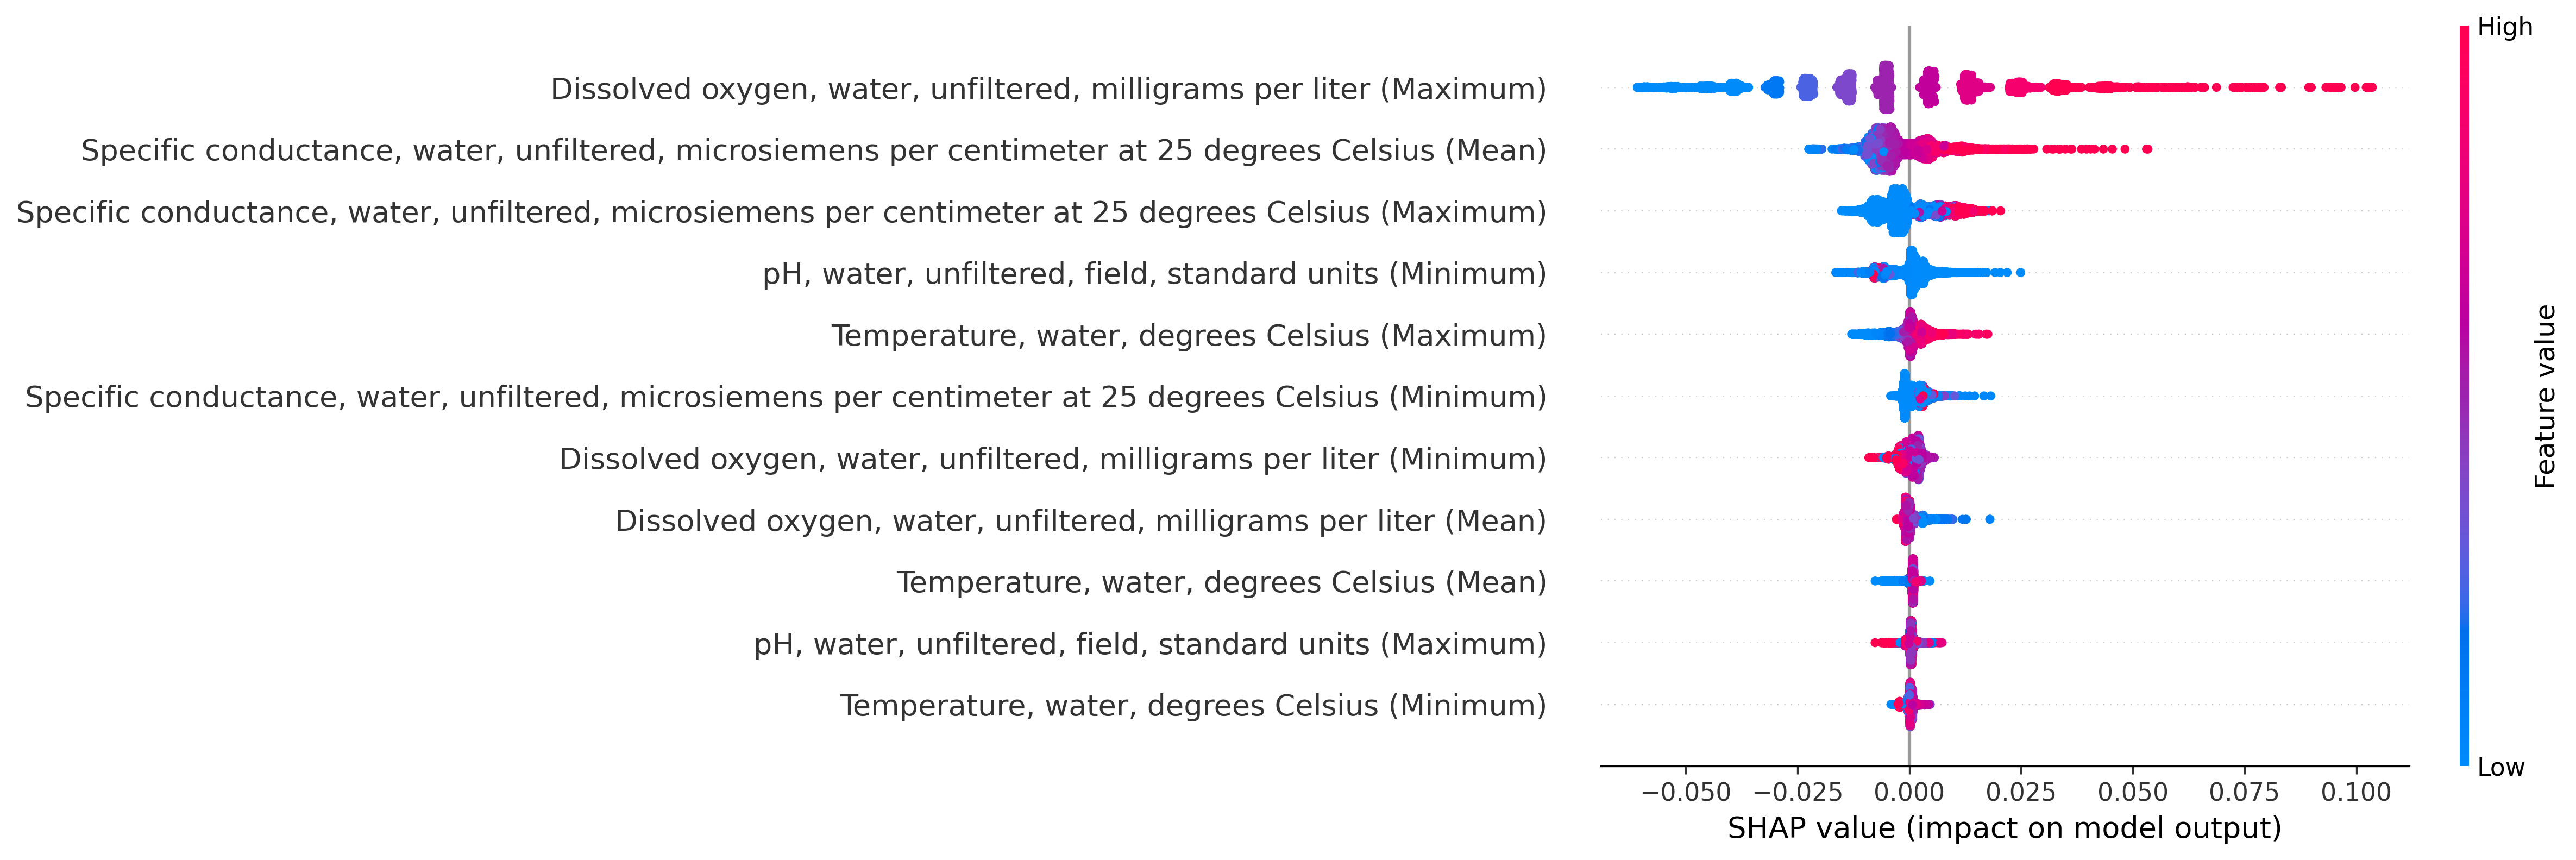 High
Dissolved oxygen, water, unfiltered, milligrams per liter (Maximum)
Specific conductance, water, unfiltered, microsiemens per centimeter at 25 degrees Celsius (Mean)
Specific conductance, water, unfiltered, microsiemens per centimeter at 25 degrees Celsius (Maximum)
pH, water, unfiltered, field, standard units (Minimum)
Temperature, water, degrees Celsius (Maximum)
Specific conductance, water, unfiltered, microsiemens per centimeter at 25 degrees Celsius (Minimum)
Dissolved oxygen, water, unfiltered, milligrams per liter (Minimum)
Dissolved oxygen, water, unfiltered, milligrams per liter (Mean)
Temperature, water, degrees Celsius (Mean)
pH, water, unfiltered, field, standard units (Maximum)
Temperature, water, degrees Celsius (Minimum)
Feature value
Low
−0.050 −0.025 0.000 0.025 0.050 0.075 0.100
SHAP value (impact on model output)